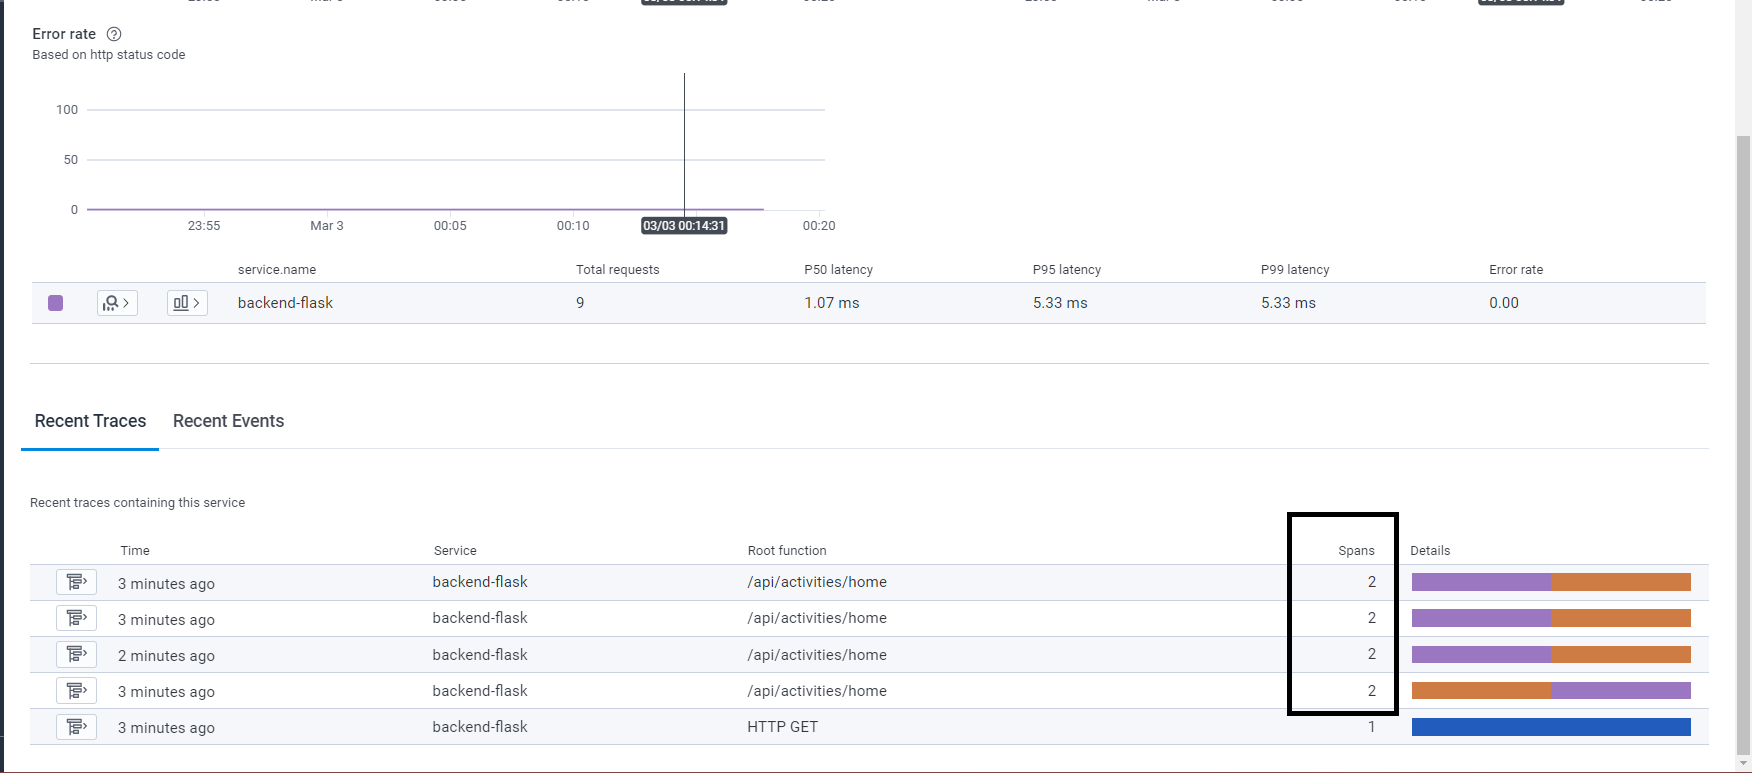 Error rate
Based on http status code
100
50
0
23:55 Mar 3 00:05 00:10 03/03 00:14:31 00:20
service.name Total requests P50 latency P95 latency P99 latency Error rate
backend-flask 9 1.07 ms 5.33 ms 5.33 ms 0.00
Recent Traces Recent Events
Recent traces containing this service
Time Service Root function Spans Details
3 minutes ago backend-flask /api/activities/home 2
3 minutes ago backend-flask /api/activities/home 2
2 minutes ago backend-flask /api/activities/home 2
3 minutes ago backend-flask /api/activities/home 2
3 minutes ago backend-flask HTTP GET 1